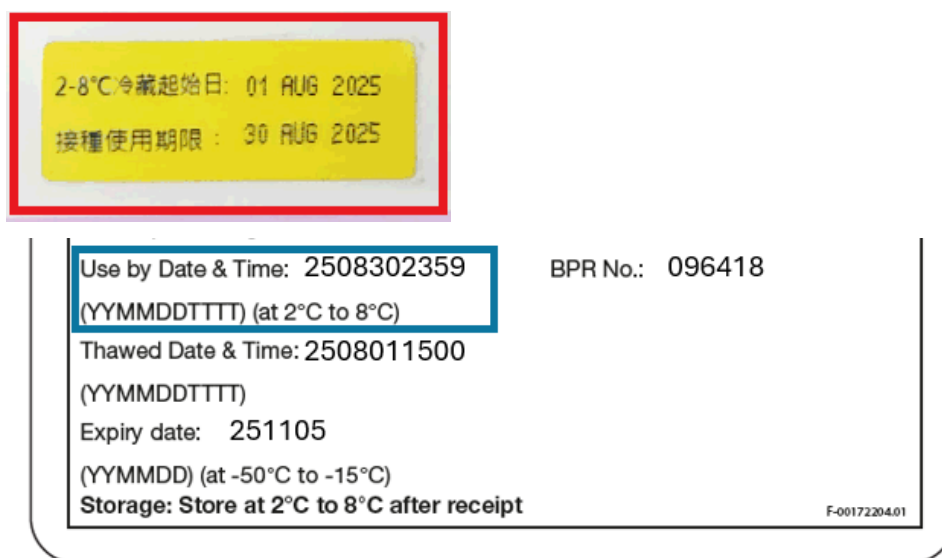 2-8°C冷藏起始日: 01 AUG 2025
接種使用期限 : 30 AUG 2025
Use by Date & Time: 2508302359 BPR No.: 096418
(YYMMDDTTTT) (at 2°C to 8°C)
Thawed Date & Time: 2508011500
(YYMMDDTTTT)
Expiry date: 251105
(YYMMDD) (at -50°C to -15°C)
Storage: Store at 2°C to 8°C after receipt
F-00172204.01